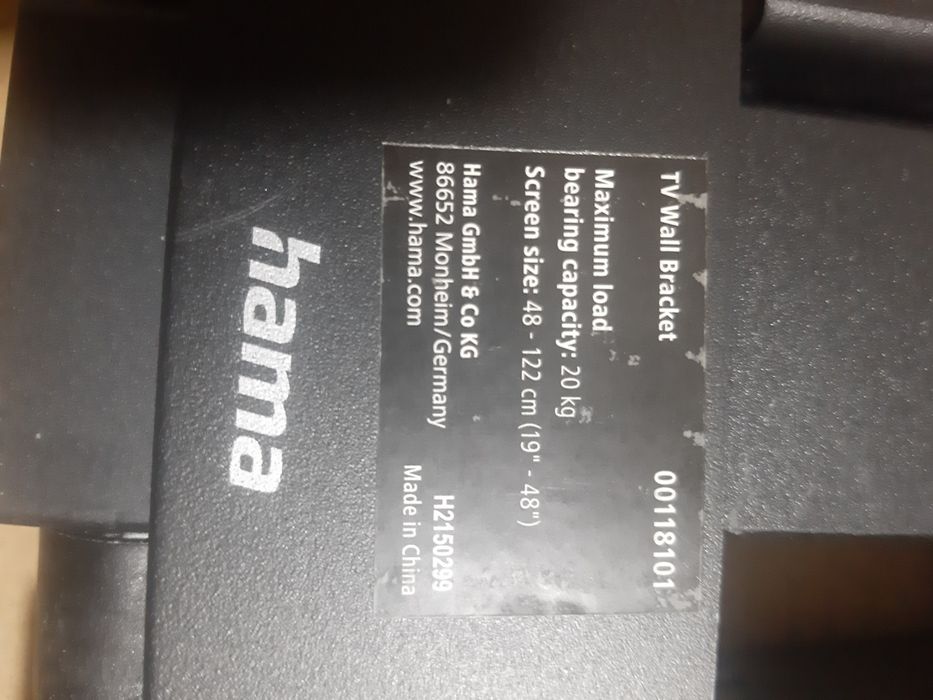 TV Wall Bracket 00118101
Maximum load
bearing capacity: 20 kg
Screen size: 48 - 122 cm (19" - 48")
Hama GmbH & Co KG
86652 Monheim/Germany H2150299
www.hama.com Made in China
hama